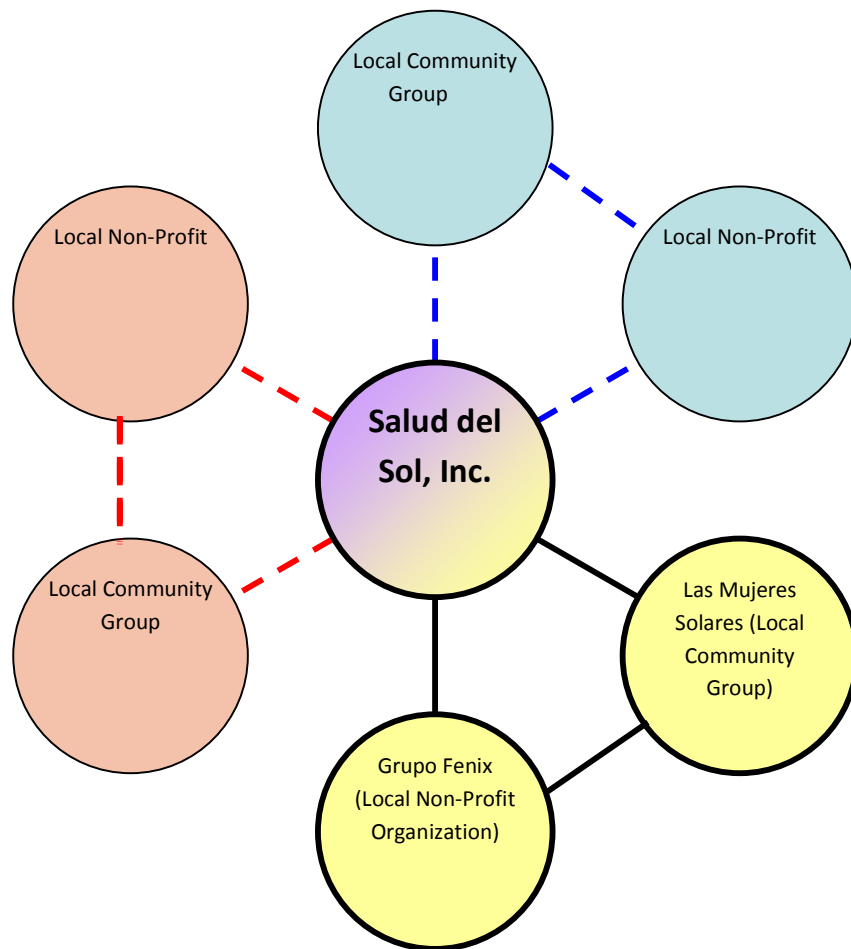 Local Community
Group
Local Non-Profit
Local Non-Profit
Salud del
Sol, Inc.
Local Community
Group
Las Mujeres
Solares (Local
Community
Group)
Grupo Fenix
(Local Non-Profit
Organization)